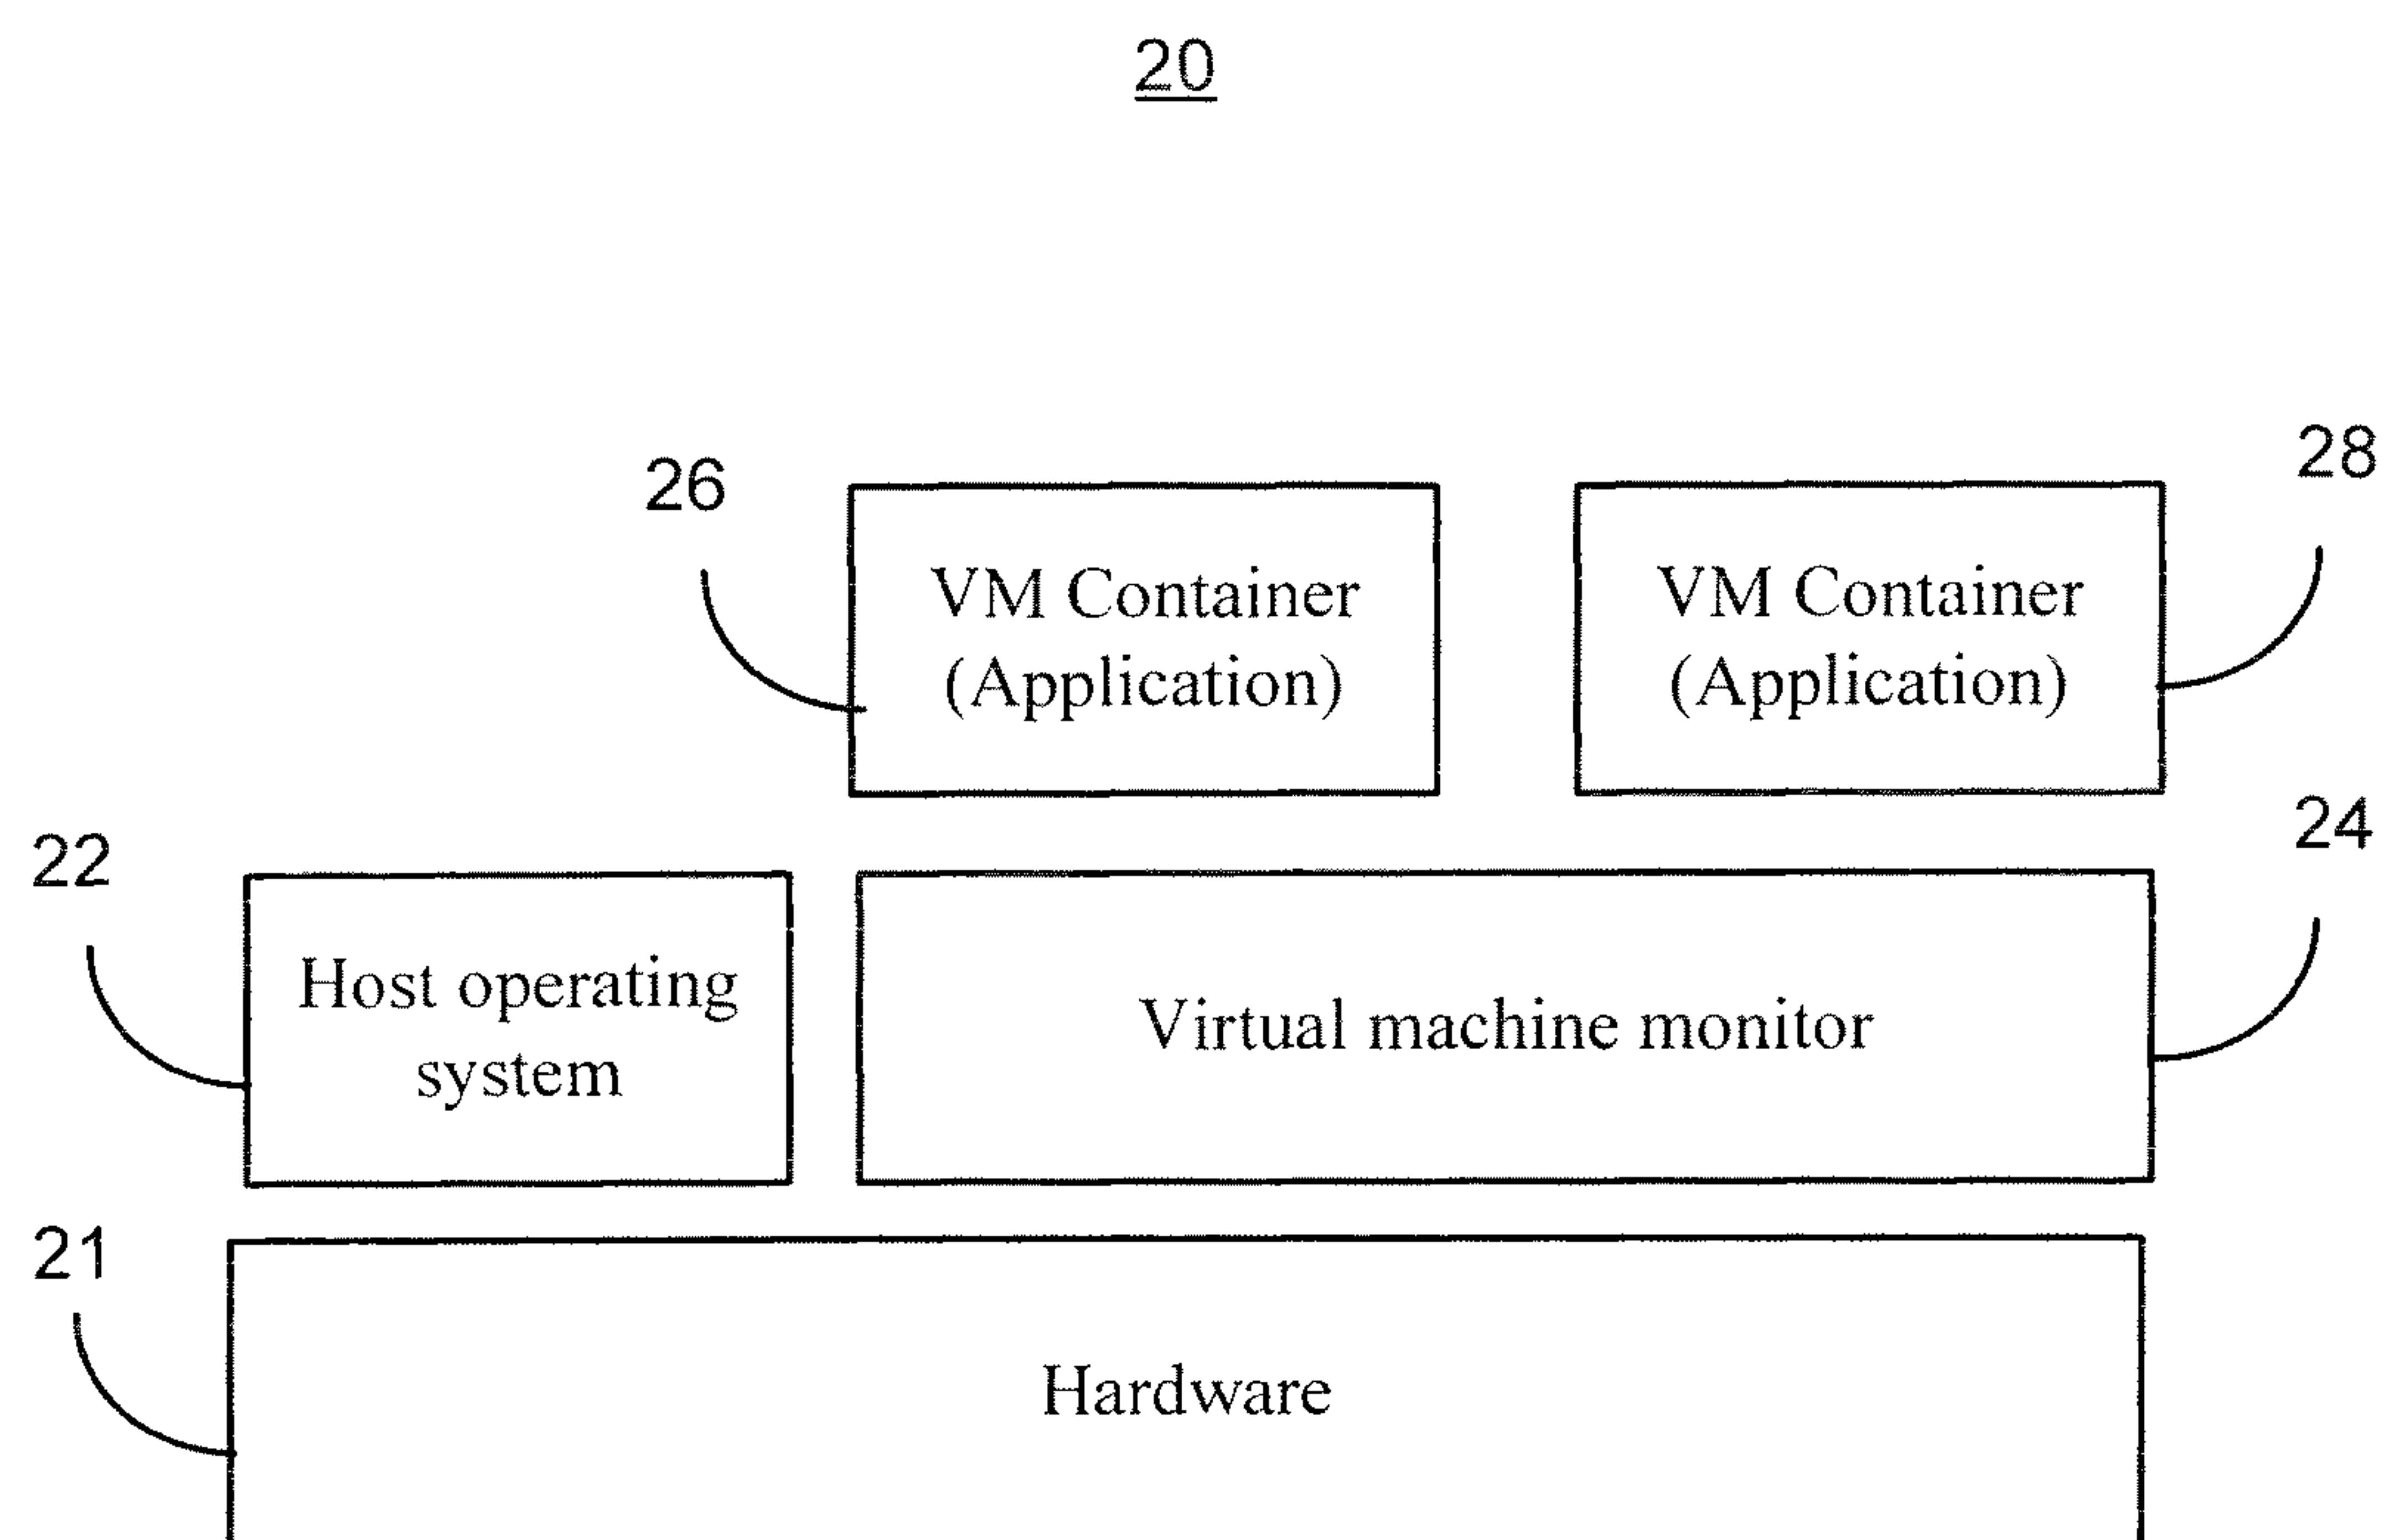 20
26
28
VM Container
(Application)
VM Container
(Application)
22
24
Host operating
system
Virtual machine monitor
21
Hardware